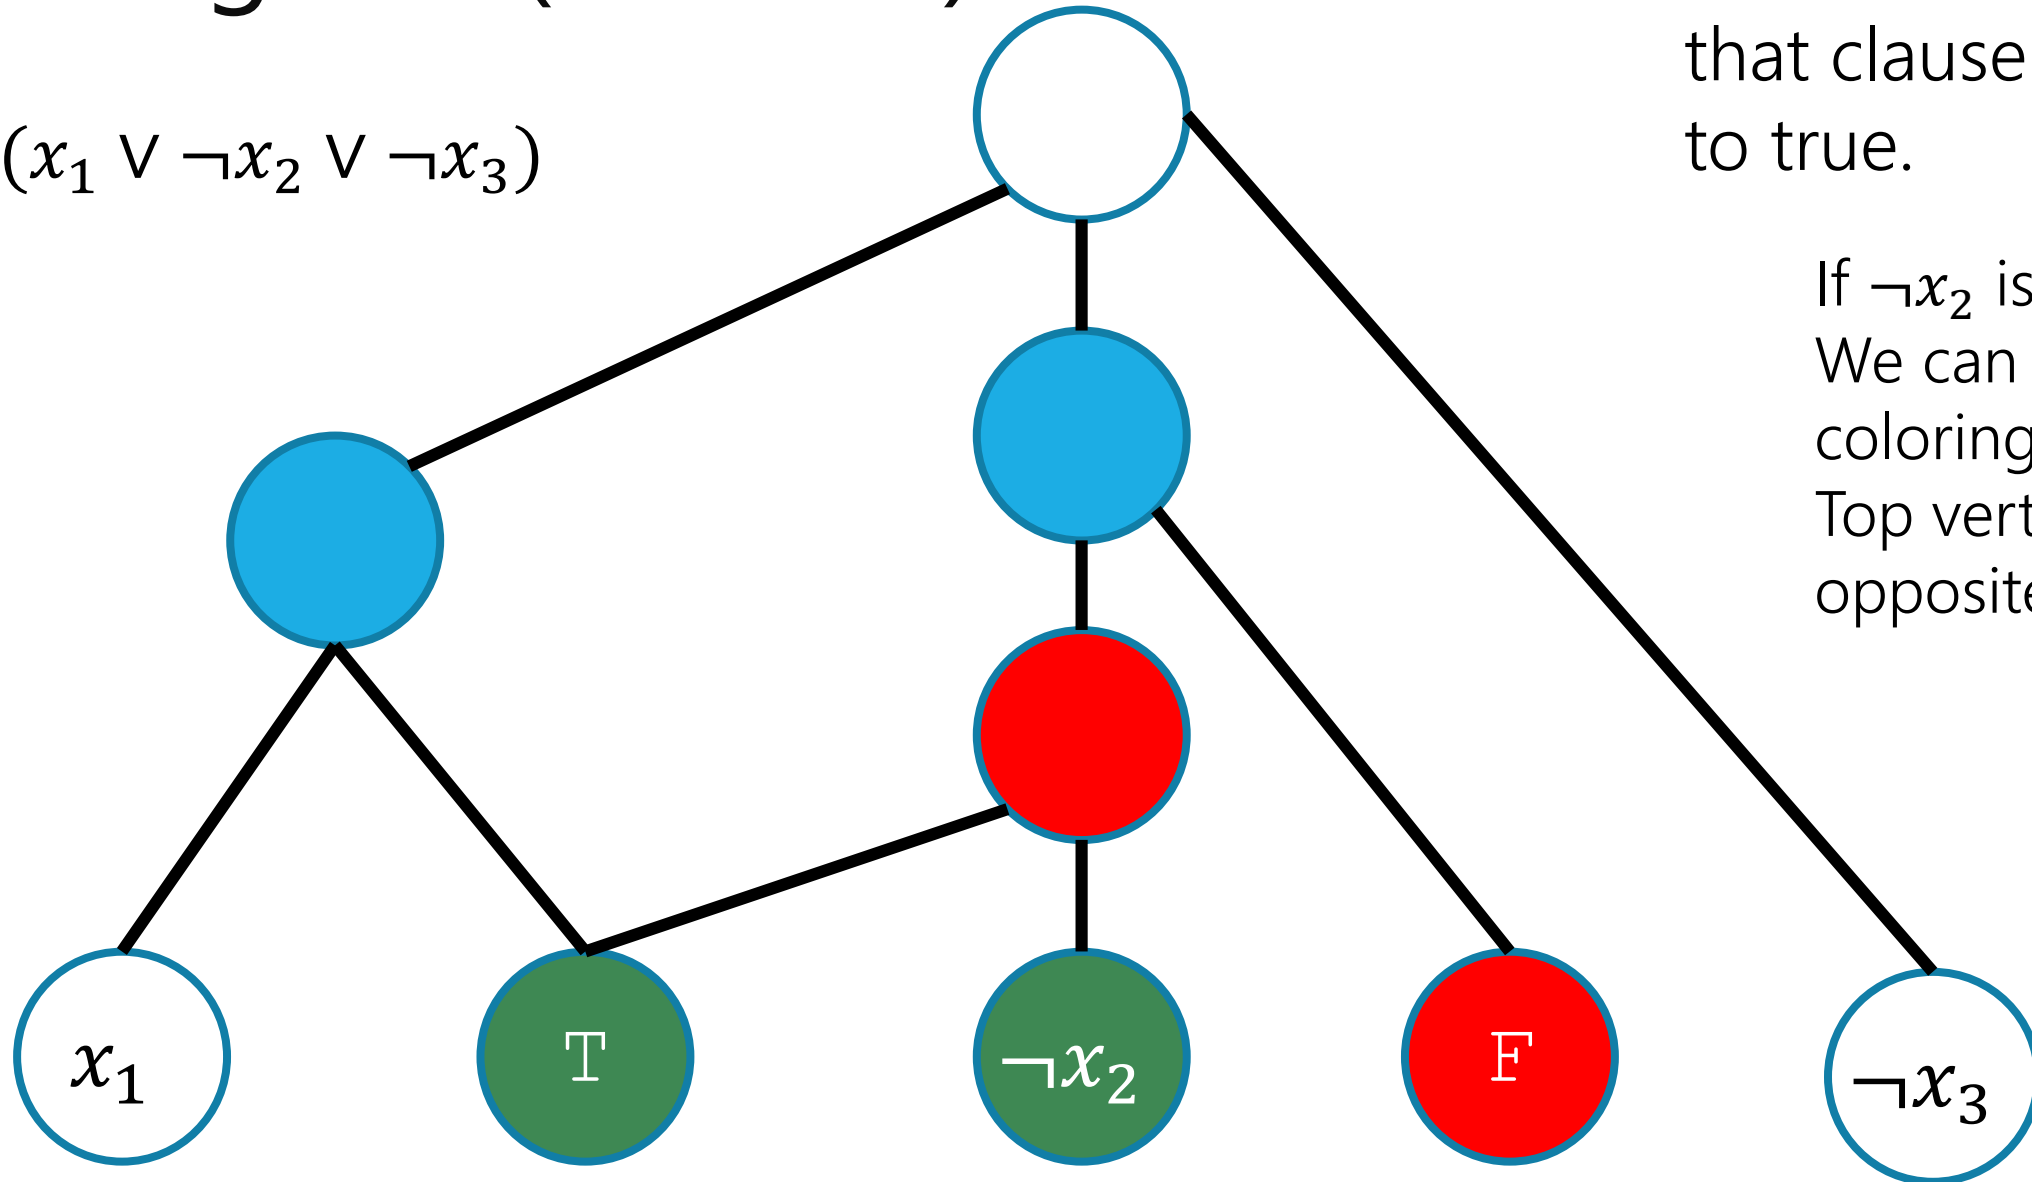 (x₁ ∨ ¬x₂ ∨ ¬x₃)
that clause
to true.
If ¬x₂ is
We can
coloring
Top vert
opposite
x₁
T
¬x₂
F
¬x₃